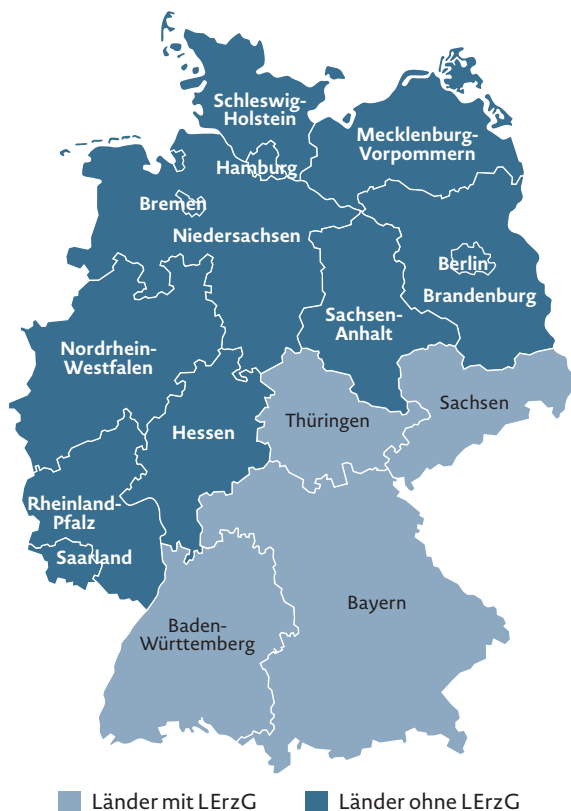 Schleswig-
Holstein
Mecklenburg-
Vorpommern
Hamburg
Bremen
Niedersachsen
Berlin
Brandenburg
Sachsen-
Anhalt
Nordrhein-
Westfalen
Sachsen
Thüringen
Hessen
Rheinland-
Pfalz
Saarland
Bayern
Baden-
Württemberg
Länder mit LErzG
Länder ohne LErzG